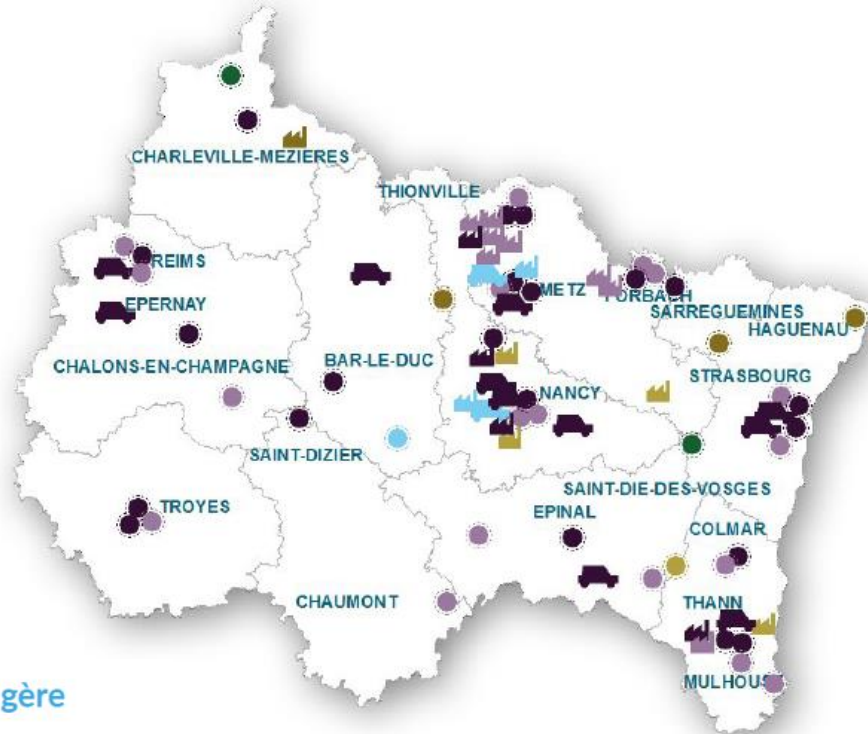 CHARLEVILLE-MEZIERES
THIONVILLE
REIMS
METZ
FORBACH
EPERNAY
SARREGUEMINES
HAGUENAU
CHALONS-EN-CHAMPAGNE
BAR-LE-DUC
STRASBOURG
NANCY
SAINT-DIZIER
SAINT-DIE-DES-VOSGES
TROYES
EPINAL
COLMAR
CHAUMONT
THANN
MULHOUS
gère